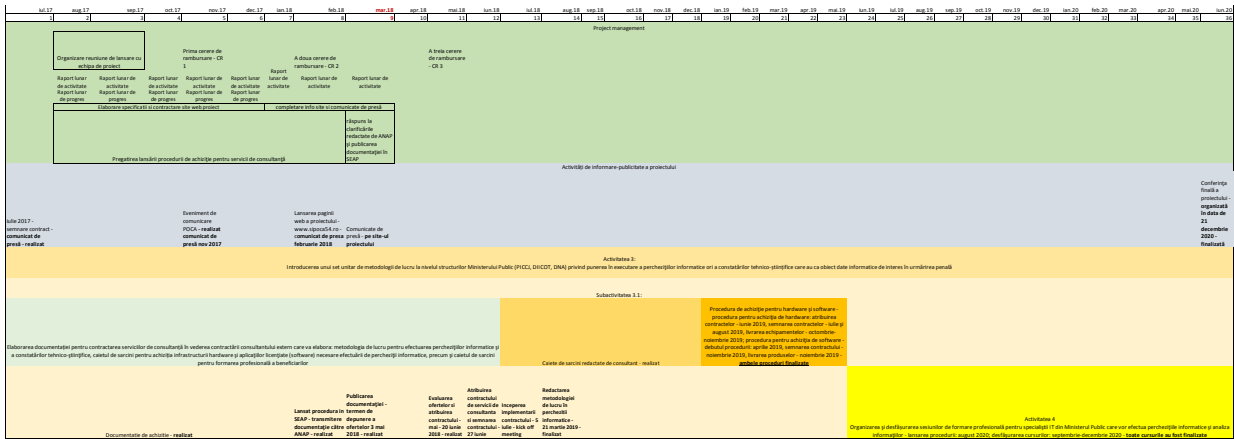 iul.17 aug.17 sep.17 oct.17 nov.17 dec.17 ian.18 feb.18 mar.18 apr.18 mai.18 iun.18 iul.18 aug.18 sep.18 oct.18 nov.18 dec.18 ian.19 feb.19 mar.19 apr.19 mai.19 iun.19 iul.19 aug.19 sep.19 oct.19 nov.19 dec.19 ian.20 feb.20 mar.20 apr.20 mai.20 iun.20
1 2 3 4 5 6 7 8 9 10 11 12 13 14 15 16 17 18 19 20 21 22 23 24 25 26 27 28 29 30 31 32 33 34 35 36
Project management
Organizare reuniune de lansare cu
echipa de proiect
Prima cerere de
rambursare - CR
1
A doua cerere de
rambursare - CR 2
A treia cerere
de rambursare
- CR 3
Raport lunar
de activitate
Raport lunar
de progres
Raport lunar
de activitate
Raport lunar
de progres
Raport lunar
de activitate
Raport lunar
de progres
Raport lunar
de activitate
Raport lunar
de progres
Raport lunar
de activitate
Raport lunar
de progres
Raport
lunar de
activitate
Raport lunar de
activitate
Raport lunar de
activitate
Elaborare specificatii si contractare site web proiect
completare info site si comunicate de presă
Pregatirea lansării procedurii de achiziție pentru servicii de consultanță
răspuns la
clarificările
redactate de ANAP
și publicarea
documentației în
SEAP
Activități de informare-publicitate a proiectului
iulie 2017 -
semnare contract -
comunicat de
presă - realizat
Eveniment de
comunicare
POCA - realizat
comunicat de
presă nov 2017
Lansarea paginii
web a proiectului -
www.sipoca54.ro -
comunicat de presa
februarie 2018
Comunicate de
presă - pe site-ul
proiectului
Conferința
finală a
proiectului -
organizată
în data de
21
decembrie
2020 -
finalizată
Activitatea 3:
Introducerea unui set unitar de metodologii de lucru la nivelul structurilor Ministerului Public (PICCJ, DIICOT, DNA) privind punerea în executare a perchezițiilor informatice ori a constatărilor tehnico-științifice care au ca obiect date informatice de interes în urmărirea penală
Subactivitatea 3.1:
Elaborarea documentației pentru contractarea serviciilor de consultanță în vederea contractării consultantului extern care va elabora: metodologia de lucru pentru efectuarea perchezițiilor informatice și
a constatărilor tehnico-științifice, caietul de sarcini pentru achiziția infrastructurii hardware și aplicațiilor licențiate (software) necesare efectuării de percheziții informatice, precum și caietul de sarcini
pentru formarea profesională a beneficiarilor
Caiete de sarcini redactate de consultant - realizat
Procedura de achiziție pentru hardware și software -
procedura pentru achiziția de hardware: atribuirea
contractelor - iunie 2019, semnarea contractelor - iulie și
august 2019, livrarea echipamentelor - octombrie-
noiembrie 2019; procedura pentru achiziția de software -
debutul procedurii: aprilie 2019, semnarea contractului -
noiembrie 2019, livrarea produselor - noiembrie 2019 -
ambele proceduri finalizate
Documentatie de achizitie - realizat
Lansat procedura in
SEAP - transmitere
documentație către
ANAP - realizat
Publicarea
documentației -
termen de
depunere a
ofertelor 3 mai
2018 - realizat
Evaluarea
ofertelor si
atribuirea
contractului -
mai - 20 iunie
2018 - realizat
Atribuirea
contractului
de servicii de
consultanta
si semnarea
contractului -
27 iunie
Inceperea
implementarii
contractului - 5
iulie - kick off
meeting
Redactarea
metodologiei
de lucru in
percheziii
informatice -
21 martie 2019 -
finalizat
Activitatea 4
Organizarea și desfășurarea sesiunilor de formare profesională pentru specialiștii IT din Ministerul Public care vor efectua perchezițiile informatice și analiza
informațiilor - lansarea procedurii: august 2020; desfășurarea cursurilor: septembrie-decembrie 2020 - toate cursurile au fost finalizate